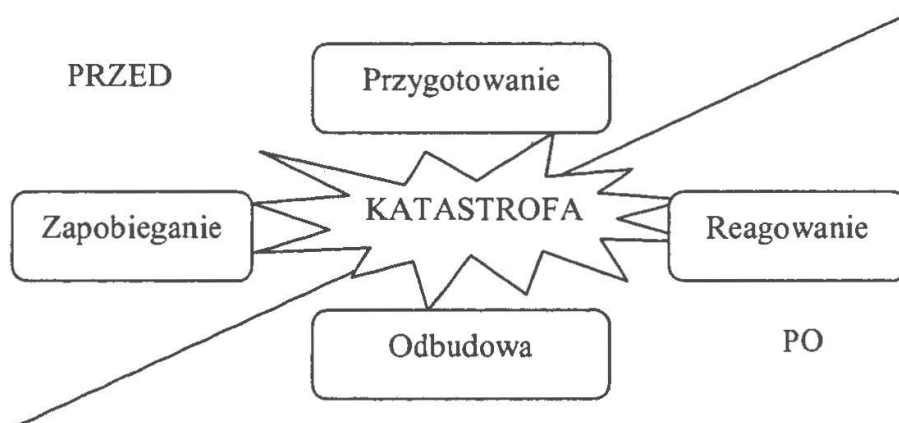 PRZED
Przygotowanie
KATASTROFA
Zapobieganie
Reagowanie
Odbudowa
PO